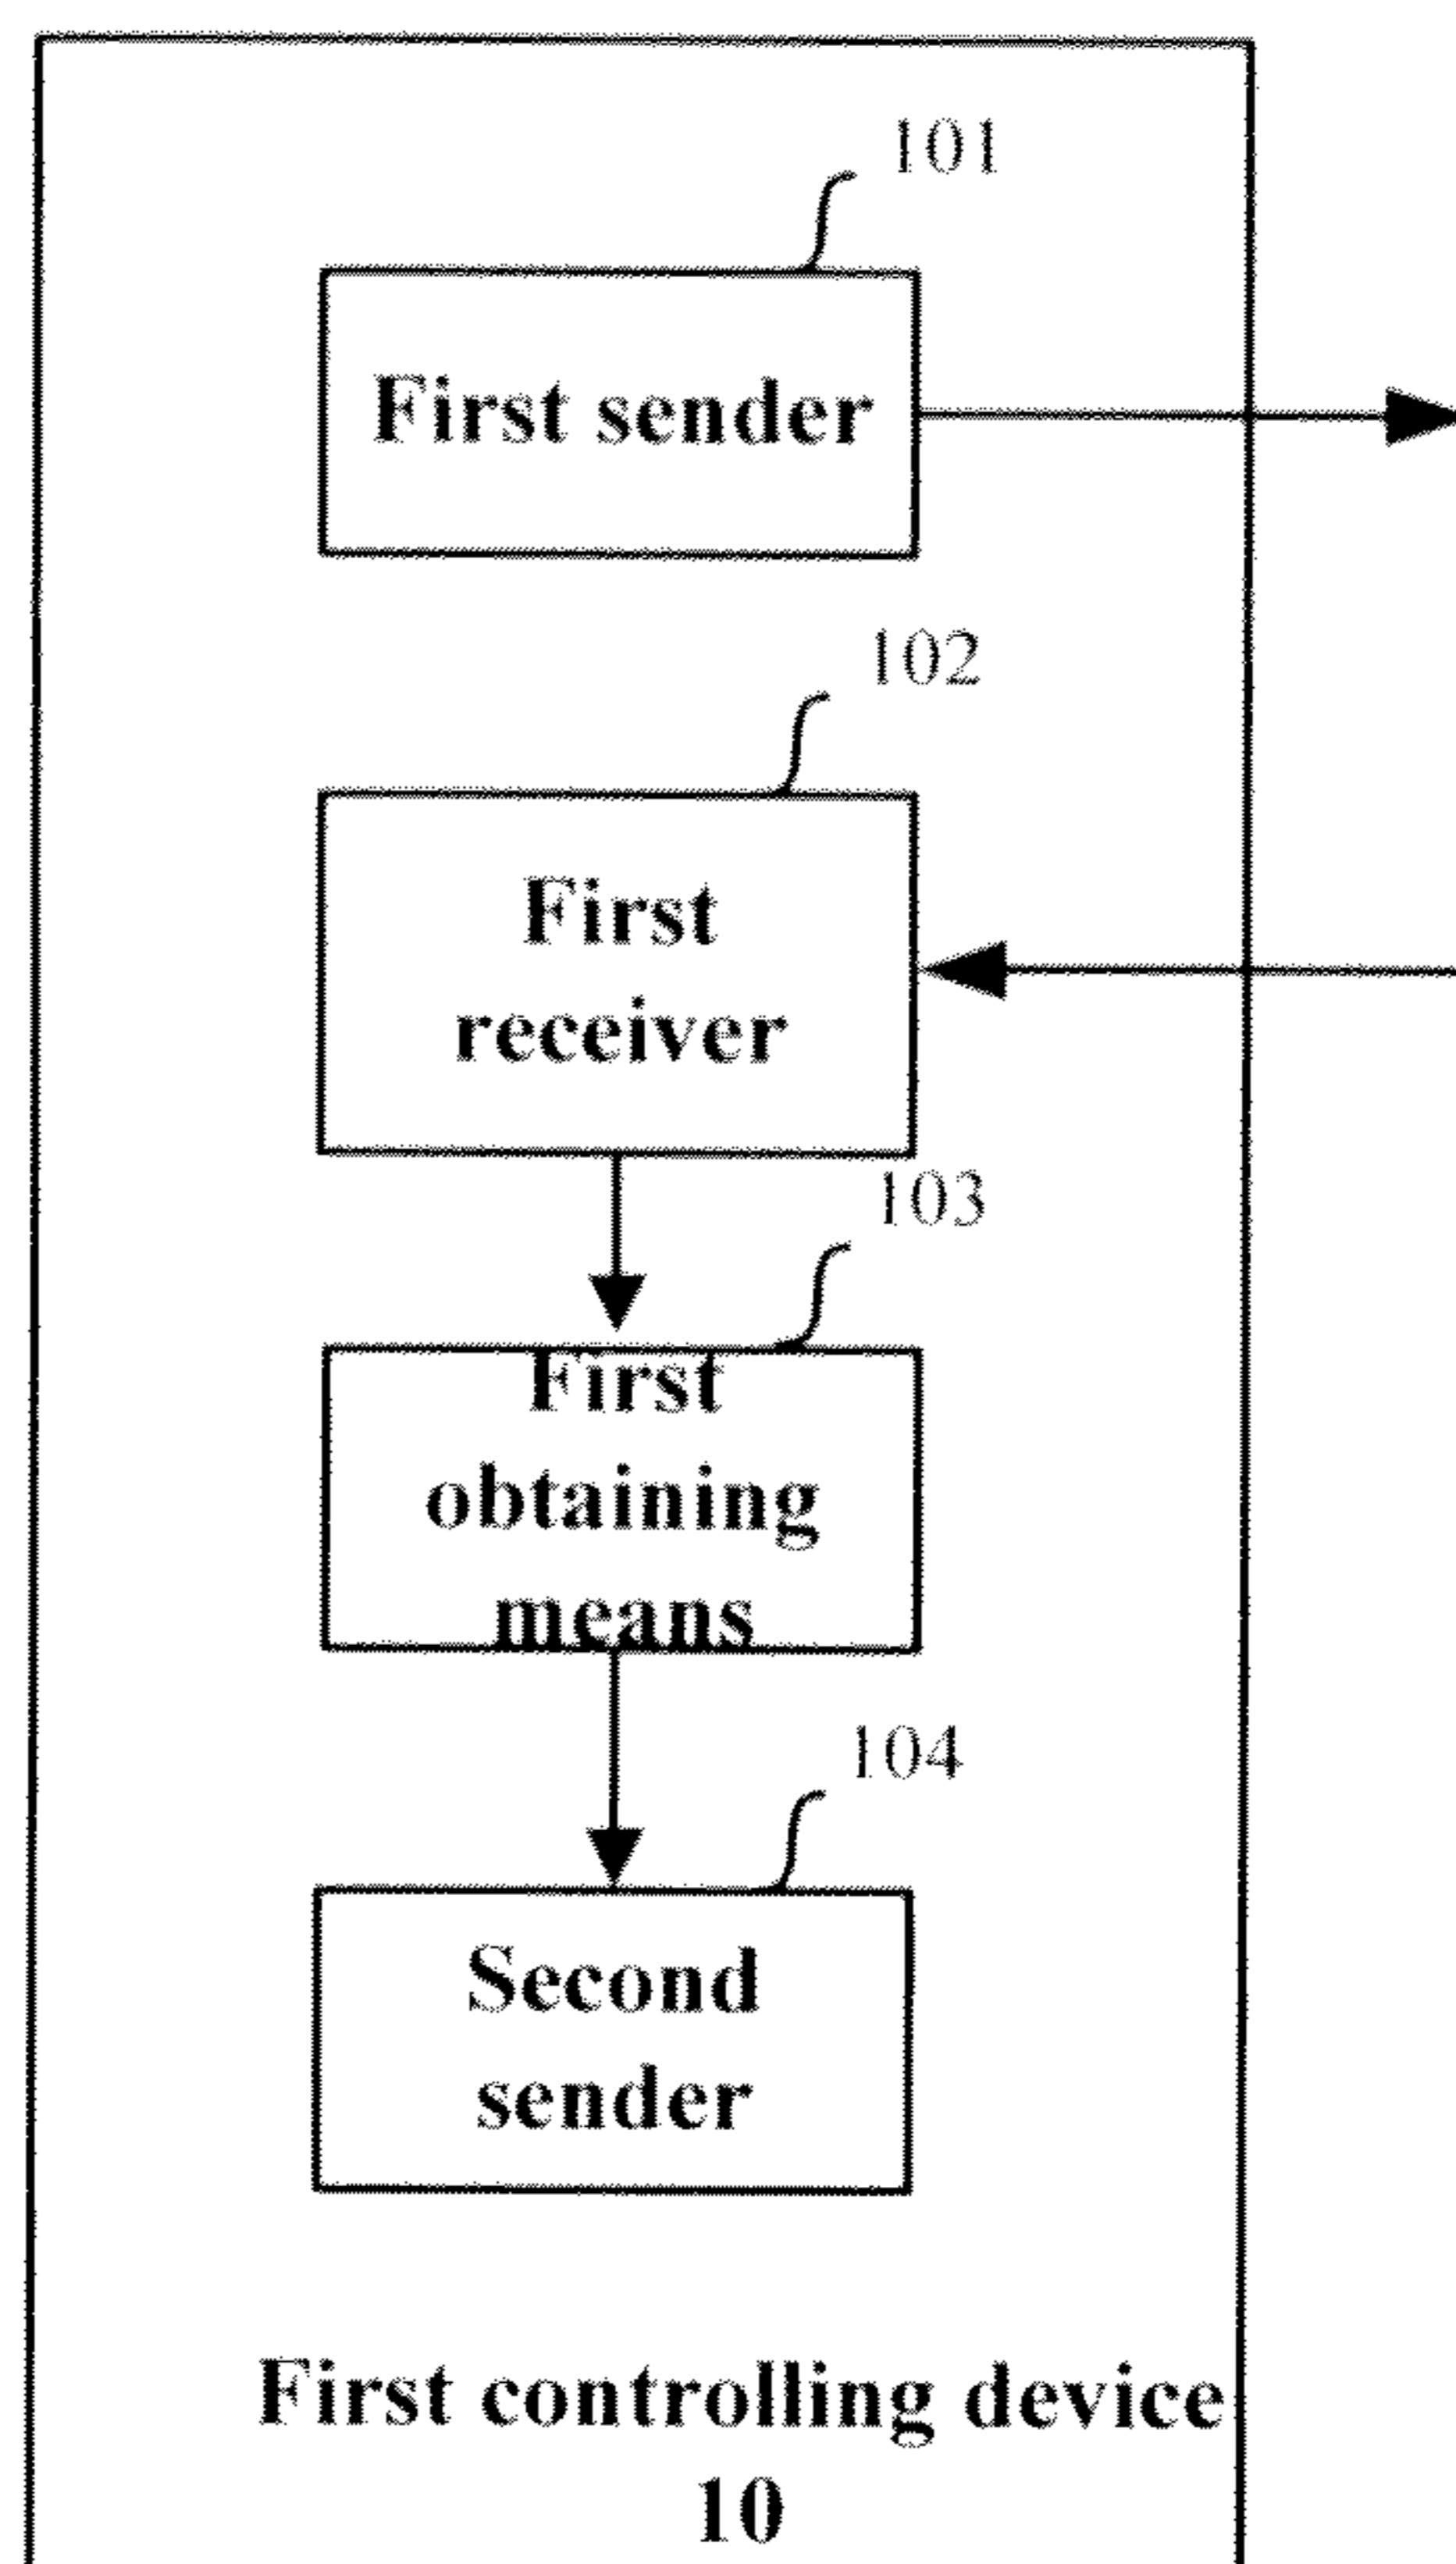 101
First sender
102
First
receiver
103
First
obtaining
means
104
Second
sender
First controlling device
10